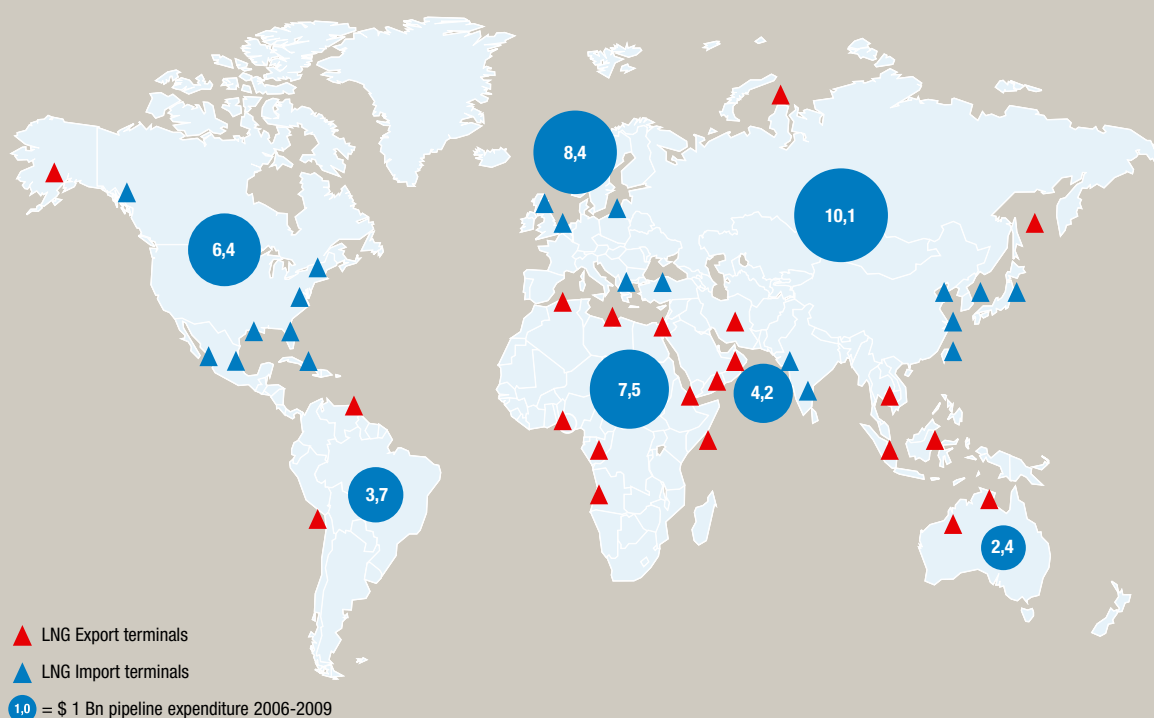 8,4
10,1
6,4
7,5
4,2
3,7
2,4
LNG Export terminals
LNG Import terminals
1,0 = $ 1 Bn pipeline expenditure 2006-2009